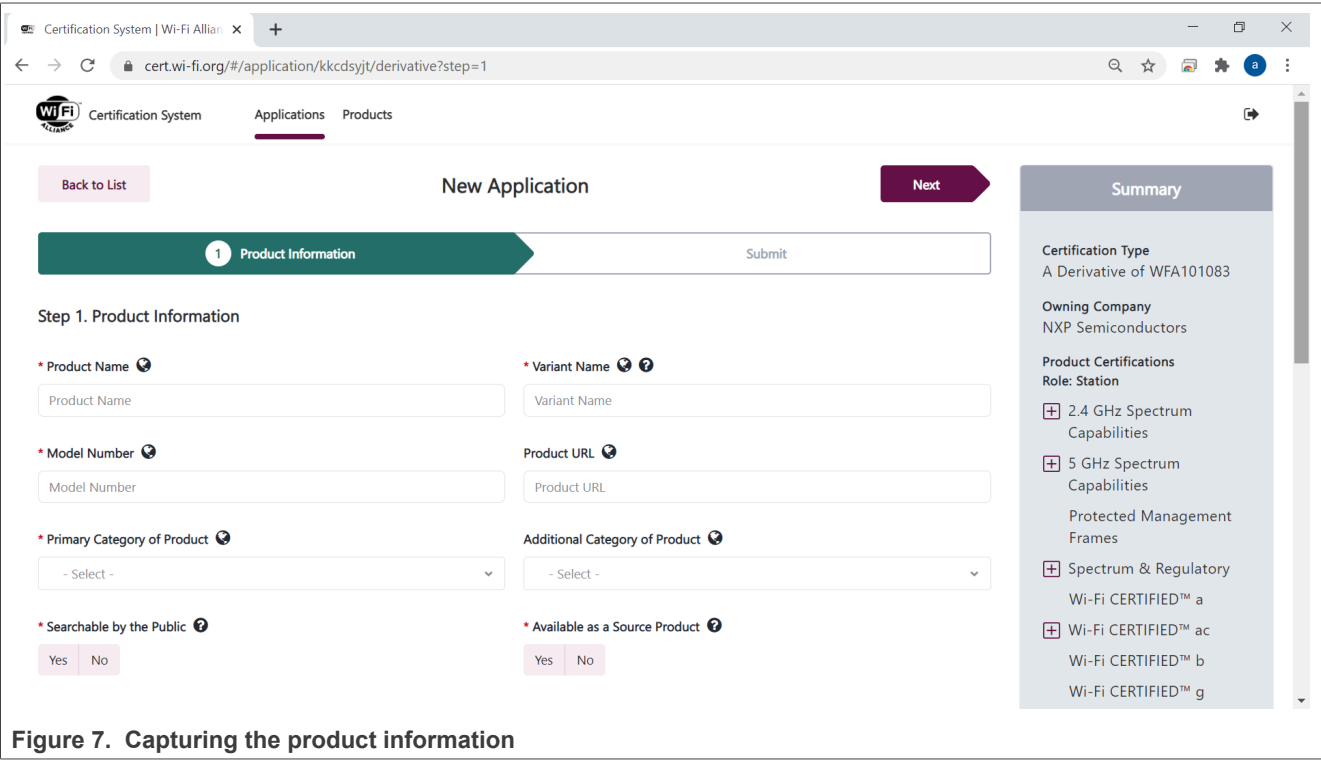 Certification System | Wi-Fi Allian
cert.wi-fi.org/#/application/kkcdsyjt/derivative?step=1
a
Wi Fi
ALLIANCE
Certification System
Applications
Products
Back to List
New Application
Next
1 Product Information
Submit
Step 1. Product Information
* Product Name
* Variant Name
Product Name
Variant Name
* Model Number
Product URL
Model Number
Product URL
* Primary Category of Product
Additional Category of Product
- Select -
- Select -
* Searchable by the Public
* Available as a Source Product
Yes No
Yes No
Summary
Certification Type
A Derivative of WFA101083
Owning Company
NXP Semiconductors
Product Certifications
Role: Station
2.4 GHz Spectrum
Capabilities
5 GHz Spectrum
Capabilities
Protected Management
Frames
Spectrum & Regulatory
Wi-Fi CERTIFIED™ a
Wi-Fi CERTIFIED™ ac
Wi-Fi CERTIFIED™ b
Wi-Fi CERTIFIED™ g
Figure 7. Capturing the product information